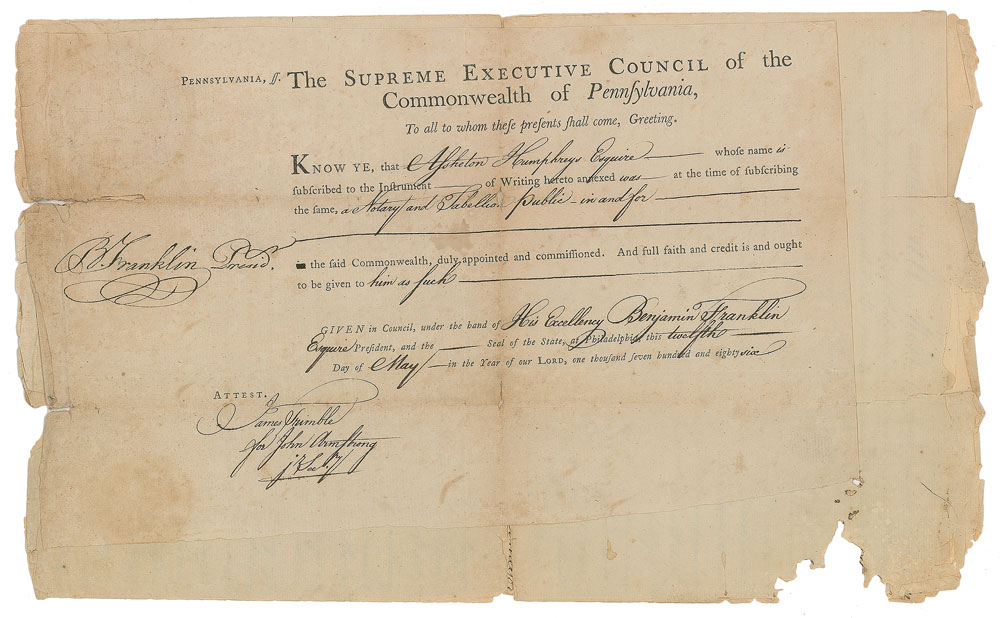 PENNSYLVANIA, ſſ. The SUPREME EXECUTIVE COUNCIL of the
Commonwealth of Pennſylvania,
To all to whom theſe preſents ſhall come, Greeting.
KNOW YE, that Aſsheton Humphreys Esquire whose name is
subſcribed to the Inſtrument of Writing hereto annexed was at the time of ſubſcribing
the ſame, a Notary and Tabellion public in and for
B. Franklin Presid.
in the ſaid Commonwealth, duly appointed and commiſſioned. And full faith and credit is and ought
to be given to him as such
GIVEN in Council, under the hand of His Excellency Benjamin Franklin
Esquire Preſident, and the Seal of the State, at Philadelphia, this twelfth
Day of May in the Year of our LORD, one thouſand ſeven hundred and eighty six
ATTEST.
James Trimble
for John Armstrong
jr Sec'y